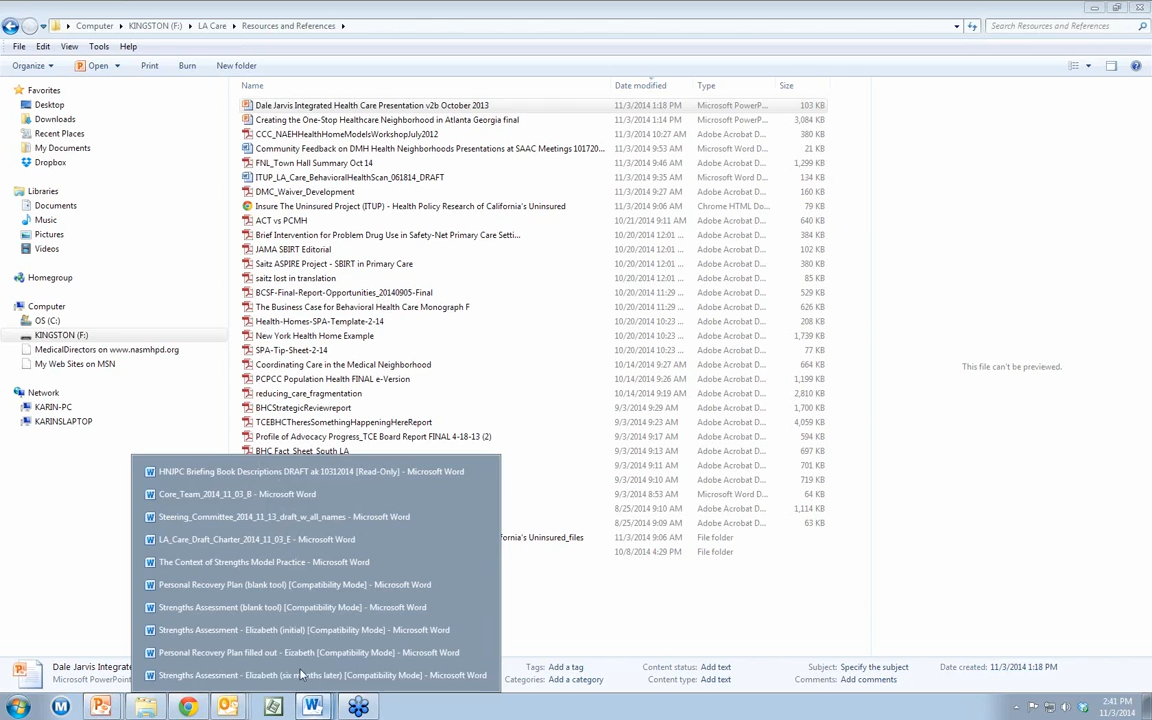 Computer ▸ KINGSTON (F:) ▸ LA Care ▸ Resources and References ▸
Search Resources and References
File Edit View Tools Help
Organize Open Print Burn New folder
Name Date modified Type Size
Favorites
Desktop
Downloads
Recent Places
My Documents
Dropbox
Libraries
Documents
Music
Pictures
Videos
Homegroup
Computer
OS (C:)
KINGSTON (F:)
MedicalDirectors on www.nasmhpd.org
My Web Sites on MSN
Network
KARIN-PC
KARINSLAPTOP
Dale Jarvis Integrated Health Care Presentation v2b October 2013 11/3/2014 1:18 PM Microsoft PowerP... 103 KB
Creating the One-Stop Healthcare Neighborhood in Atlanta Georgia final 11/3/2014 1:14 PM Microsoft PowerP... 3,084 KB
CCC_NAEHHealthHomeModelsWorkshopJuly2012 11/3/2014 10:27 AM Adobe Acrobat D... 380 KB
Community Feedback on DMH Health Neighborhoods Presentations at SAAC Meetings 101720... 11/3/2014 9:53 AM Microsoft Word D... 21 KB
FNL_Town Hall Summary Oct 14 11/3/2014 9:46 AM Adobe Acrobat D... 1,299 KB
ITUP_LA_Care_BehavioralHealthScan_061814_DRAFT 11/3/2014 9:35 AM Microsoft Word D... 134 KB
DMC_Waiver_Development 11/3/2014 9:27 AM Adobe Acrobat D... 160 KB
Insure The Uninsured Project (ITUP) - Health Policy Research of California's Uninsured 11/3/2014 9:06 AM Chrome HTML Do... 79 KB
ACT vs PCMH 10/21/2014 9:11 AM Adobe Acrobat D... 640 KB
Brief Intervention for Problem Drug Use in Safety-Net Primary Care Setti... 10/20/2014 12:01 ... Adobe Acrobat D... 384 KB
JAMA SBIRT Editorial 10/20/2014 12:01 ... Adobe Acrobat D... 102 KB
Saitz ASPIRE Project - SBIRT in Primary Care 10/20/2014 12:01 ... Adobe Acrobat D... 380 KB
saitz lost in translation 10/20/2014 12:01 ... Adobe Acrobat D... 85 KB
BCSF-Final-Report-Opportunities_20140905-Final 10/20/2014 11:29 ... Adobe Acrobat D... 529 KB
The Business Case for Behavioral Health Care Monograph F 10/20/2014 11:29 ... Adobe Acrobat D... 626 KB
Health-Homes-SPA-Template-2-14 10/20/2014 10:23 ... Adobe Acrobat D... 208 KB
New York Health Home Example 10/20/2014 10:23 ... Adobe Acrobat D... 1,739 KB
SPA-Tip-Sheet-2-14 10/20/2014 10:23 ... Adobe Acrobat D... 77 KB
Coordinating Care in the Medical Neighborhood 10/14/2014 9:27 AM Adobe Acrobat D... 664 KB
PCPCC Population Health FINAL e-Version 10/14/2014 9:26 AM Adobe Acrobat D... 1,199 KB
reducing_care_fragmentation 10/14/2014 9:19 AM Adobe Acrobat D... 2,810 KB
BHCStrategicReviewreport 9/3/2014 9:29 AM Adobe Acrobat D... 1,700 KB
TCEBHCTheresSomethingHappeningHereReport 9/3/2014 9:23 AM Adobe Acrobat D... 4,059 KB
Profile of Advocacy Progress_TCE Board Report FINAL 4-18-13 (2) 9/3/2014 9:17 AM Adobe Acrobat D... 594 KB
BHC Fact_Sheet_South LA 9/3/2014 9:13 AM Adobe Acrobat D... 697 KB
9/3/2014 9:11 AM Adobe Acrobat D... 701 KB
9/3/2014 9:10 AM Adobe Acrobat D... 719 KB
9/3/2014 8:53 AM Microsoft Word D... 64 KB
8/25/2014 9:10 AM Adobe Acrobat D... 1,114 KB
8/25/2014 9:09 AM Adobe Acrobat D... 63 KB
fornia's Uninsured_files 11/3/2014 9:06 AM File folder
10/8/2014 4:29 PM File folder
This file can't be previewed.
HNJPC Briefing Book Descriptions DRAFT ak 10312014 [Read-Only] - Microsoft Word
Core_Team_2014_11_03_B - Microsoft Word
Steering_Committee_2014_11_13_draft_w_all_names - Microsoft Word
LA_Care_Draft_Charter_2014_11_03_E - Microsoft Word
The Context of Strengths Model Practice - Microsoft Word
Personal Recovery Plan (blank tool) [Compatibility Mode] - Microsoft Word
Strengths Assessment (blank tool) [Compatibility Mode] - Microsoft Word
Strengths Assessment - Elizabeth (initial) [Compatibility Mode] - Microsoft Word
Personal Recovery Plan filled out - Eizabeth [Compatibility Mode] - Microsoft Word
Strengths Assessment - Elizabeth (six months later) [Compatibility Mode] - Microsoft Word
Dale Jarvis Integrate
Microsoft PowerPoint
Tags: Add a tag
Categories: Add a category
Content status: Add text
Content type: Add text
Subject: Specify the subject
Comments: Add comments
Date created: 11/3/2014 1:18 PM
2:41 PM
11/3/2014